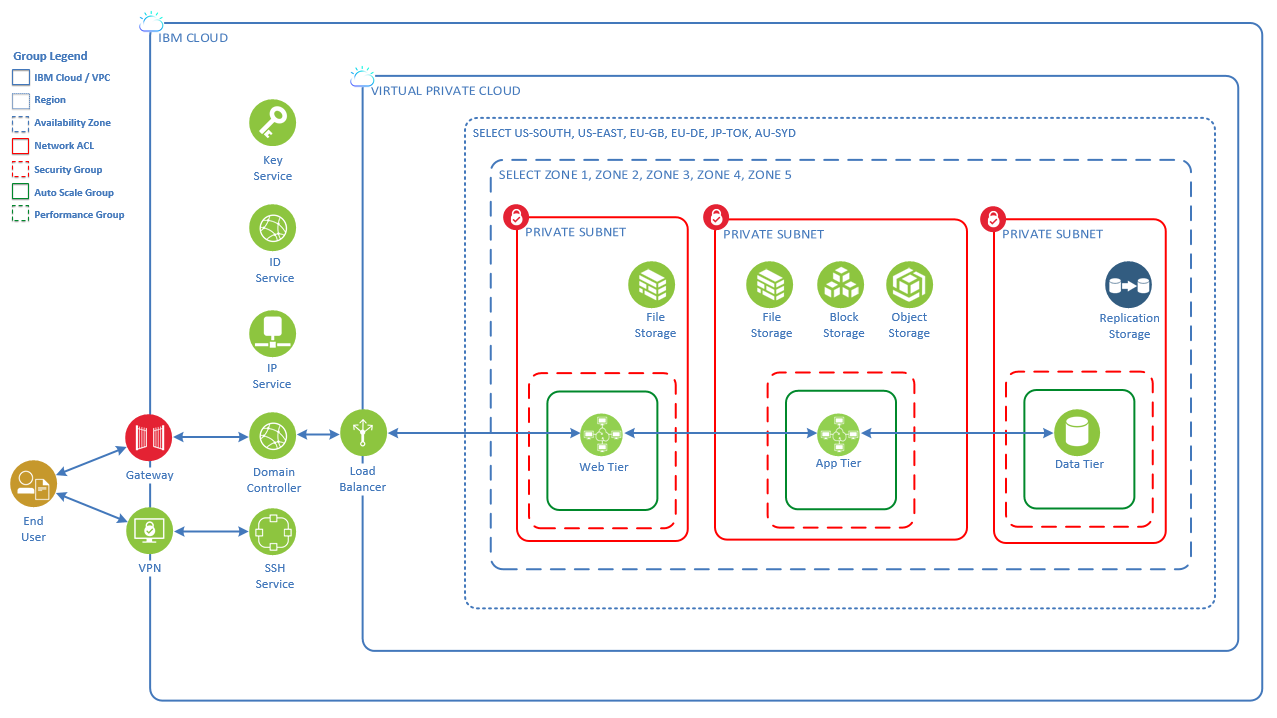 IBM CLOUD
Group Legend
IBM Cloud / VPC
Region
Availability Zone
Network ACL
Security Group
Auto Scale Group
Performance Group
VIRTUAL PRIVATE CLOUD
SELECT US-SOUTH, US-EAST, EU-GB, EU-DE, JP-TOK, AU-SYD
SELECT ZONE 1, ZONE 2, ZONE 3, ZONE 4, ZONE 5
Key
Service
ID
Service
IP
Service
Domain
Controller
SSH
Service
Gateway
VPN
End
User
Load
Balancer
PRIVATE SUBNET
File
Storage
Web Tier
PRIVATE SUBNET
File
Storage
Block
Storage
Object
Storage
App Tier
PRIVATE SUBNET
Replication
Storage
Data Tier